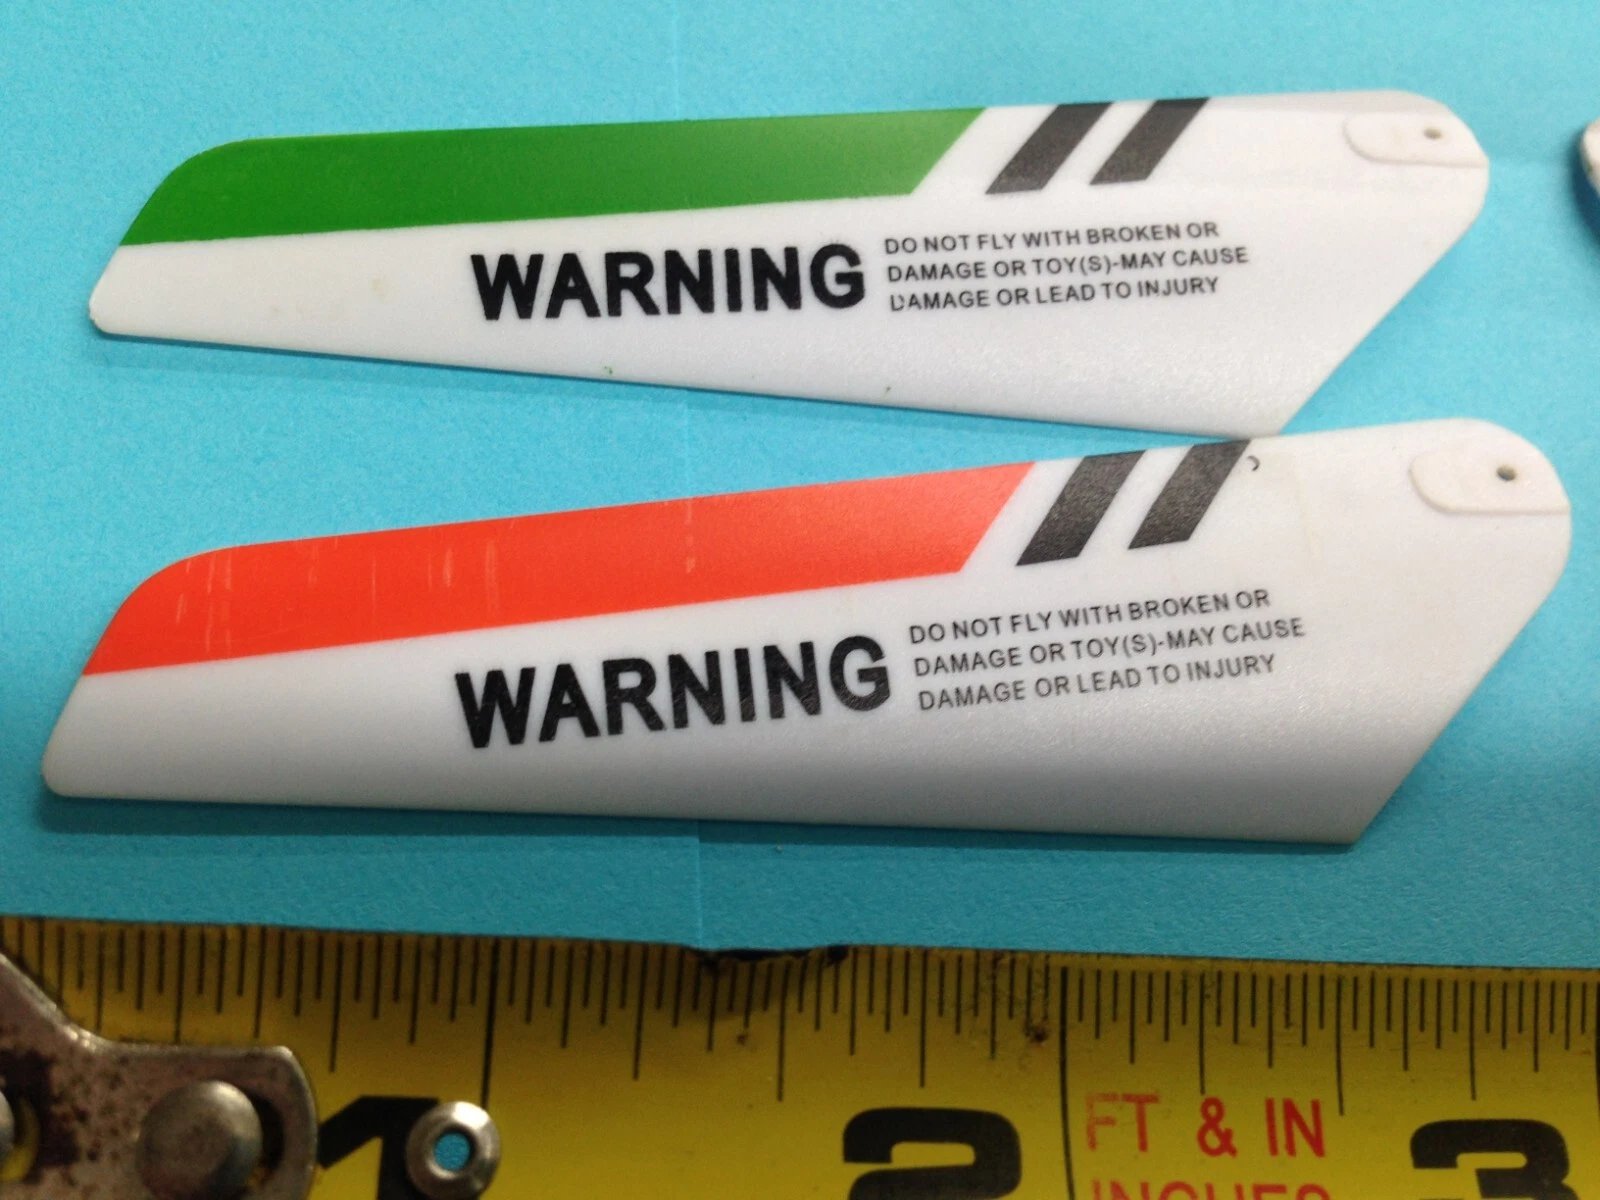 WARNING
DO NOT FLY WITH BROKEN OR
DAMAGE OR TOY(S)-MAY CAUSE
DAMAGE OR LEAD TO INJURY
WARNING
DO NOT FLY WITH BROKEN OR
DAMAGE OR TOY(S)-MAY CAUSE
DAMAGE OR LEAD TO INJURY
1 2 FT & IN 3
INCHES